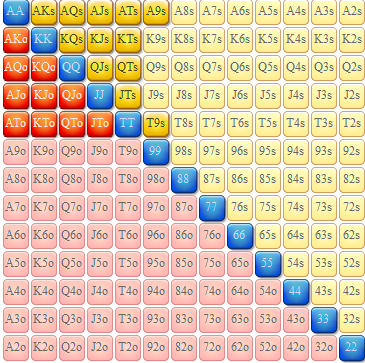 AA AKs AQs AJs ATs A9s A8s A7s A6s A5s A4s A3s A2s
AKo KK KQs KJs KTs K9s K8s K7s K6s K5s K4s K3s K2s
AQo KQo QQ QJs QTs Q9s Q8s Q7s Q6s Q5s Q4s Q3s Q2s
AJo KJo QJo JJ JTs J9s J8s J7s J6s J5s J4s J3s J2s
ATo KTo QTo JTo TT T9s T8s T7s T6s T5s T4s T3s T2s
A9o K9o Q9o J9o T9o 99 98s 97s 96s 95s 94s 93s 92s
A8o K8o Q8o J8o T8o 98o 88 87s 86s 85s 84s 83s 82s
A7o K7o Q7o J7o T7o 97o 87o 77 76s 75s 74s 73s 72s
A6o K6o Q6o J6o T6o 96o 86o 76o 66 65s 64s 63s 62s
A5o K5o Q5o J5o T5o 95o 85o 75o 65o 55 54s 53s 52s
A4o K4o Q4o J4o T4o 94o 84o 74o 64o 54o 44 43s 42s
A3o K3o Q3o J3o T3o 93o 83o 73o 63o 53o 43o 33 32s
A2o K2o Q2o J2o T2o 92o 82o 72o 62o 52o 42o 32o 22